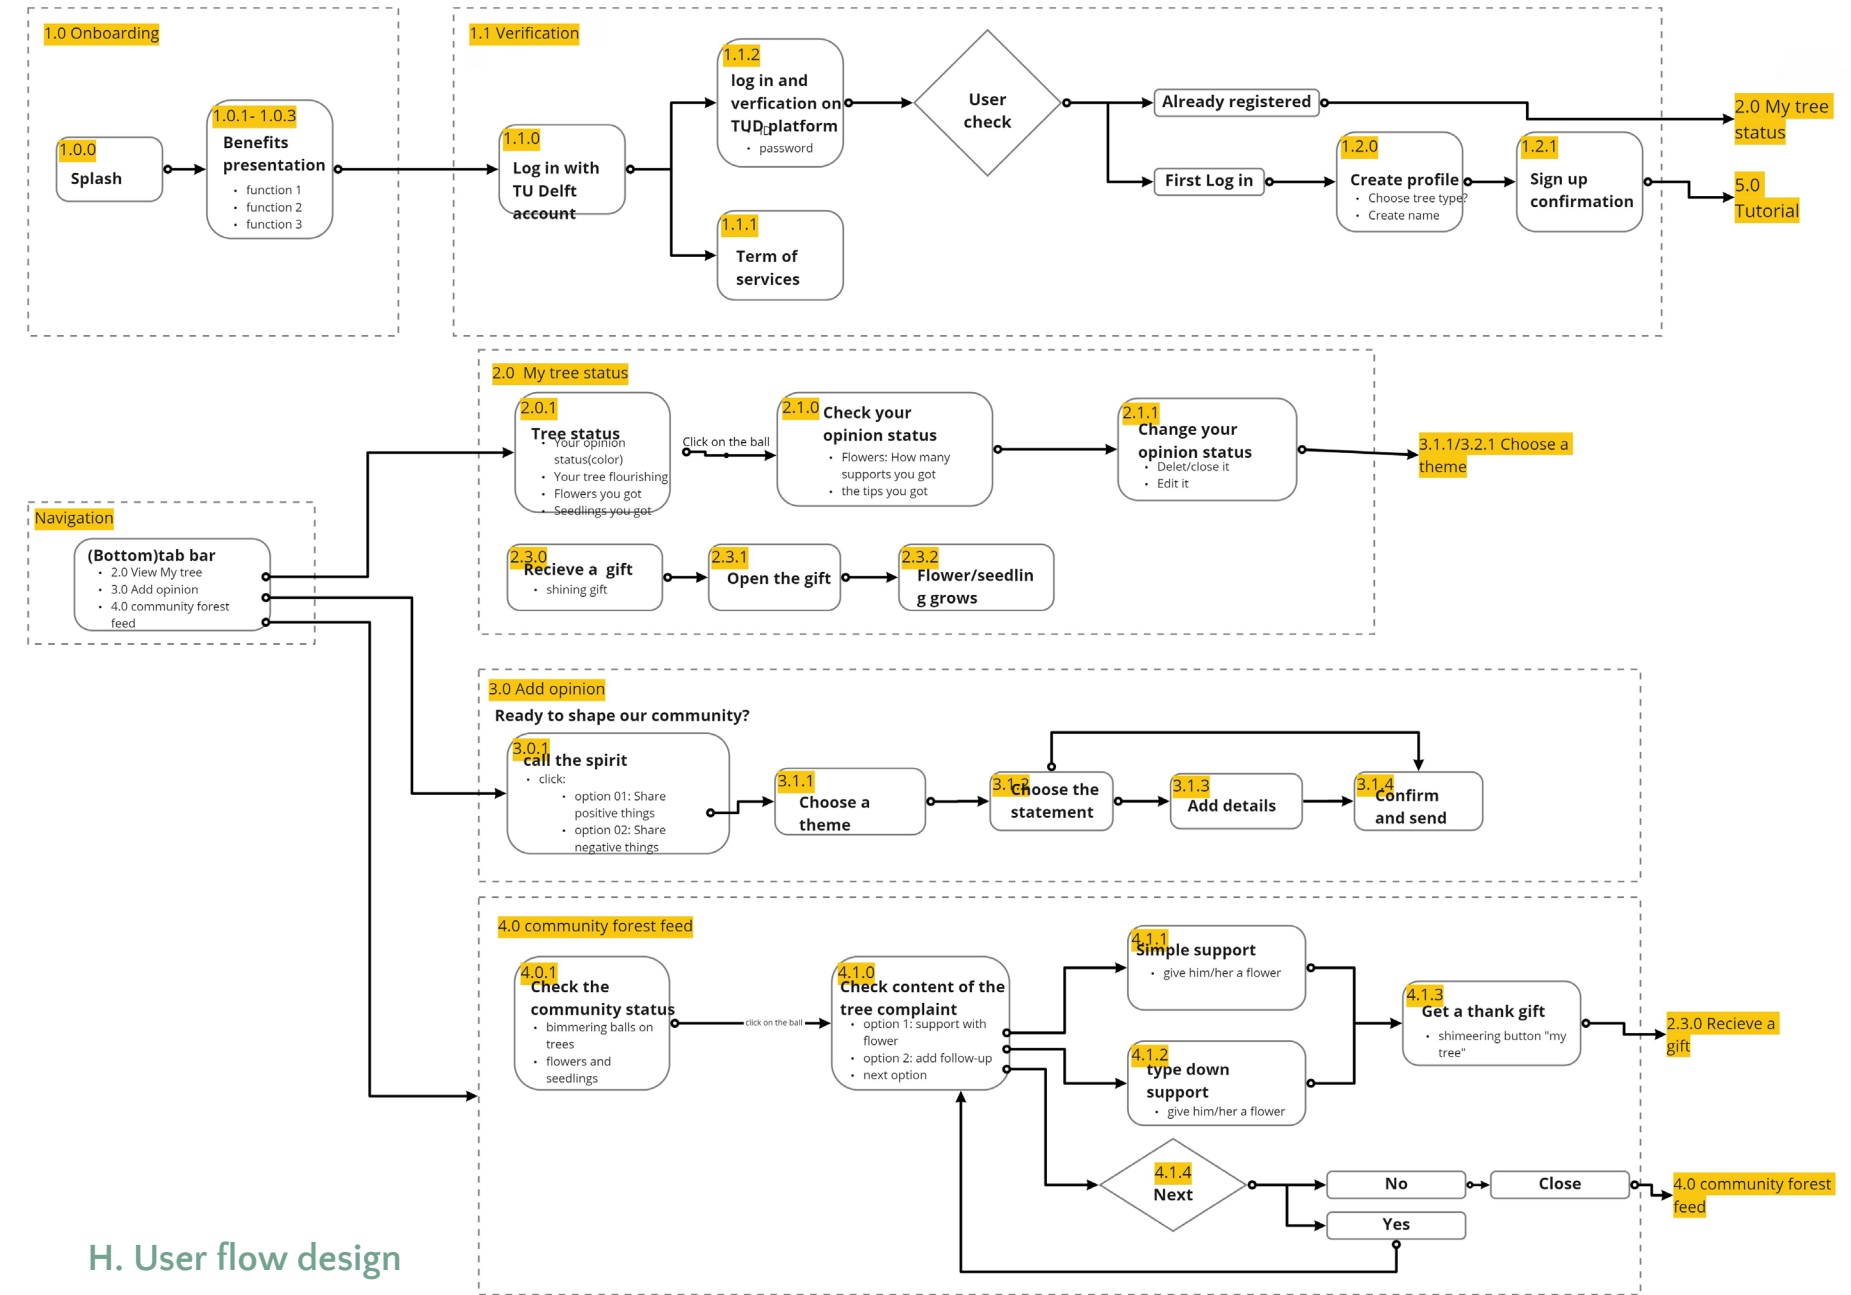 1.0 Onboarding
1.0.0
Splash
1.0.1- 1.0.3
Benefits
presentation
• function 1
• function 2
• function 3
1.1 Verification
1.1.0
Log in with
TU Delft
account
1.1.2
log in and
verfication on
TUD platform
• password
1.1.1
Term of
services
User
check
Already registered
First Log in
1.2.0
Create profile
• Choose tree type?
• Create name
1.2.1
Sign up
confirmation
2.0 My tree
status
5.0
Tutorial
Navigation
(Bottom)tab bar
• 2.0 View My tree
• 3.0 Add opinion
• 4.0 community forest
feed
2.0 My tree status
2.0.1
Tree status
• Your opinion
status(color)
• Your tree flourishing
• Flowers you got
• Seedlings you got
Click on the ball
2.1.0
Check your
opinion status
• Flowers: How many
supports you got
• the tips you got
2.1.1
Change your
opinion status
• Delet/close it
• Edit it
3.1.1/3.2.1 Choose a
theme
2.3.0
Recieve a gift
• shining gift
2.3.1
Open the gift
2.3.2
Flower/seedlin
g grows
3.0 Add opinion
Ready to shape our community?
3.0.1
call the spirit
• click:
• option 01: Share
positive things
• option 02: Share
negative things
3.1.1
Choose a
theme
3.1.2
Choose the
statement
3.1.3
Add details
3.1.4
Confirm
and send
4.0 community forest feed
4.0.1
Check the
community status
• bimmering balls on
trees
• flowers and
seedlings
click on the ball
4.1.0
Check content of the
tree complaint
• option 1: support with
flower
• option 2: add follow-up
• next option
4.1.1
Simple support
• give him/her a flower
4.1.2
type down
support
• give him/her a flower
4.1.3
Get a thank gift
• shimeering button "my
tree"
2.3.0 Recieve a
gift
4.1.4
Next
No
Close
Yes
4.0 community forest
feed
H. User flow design